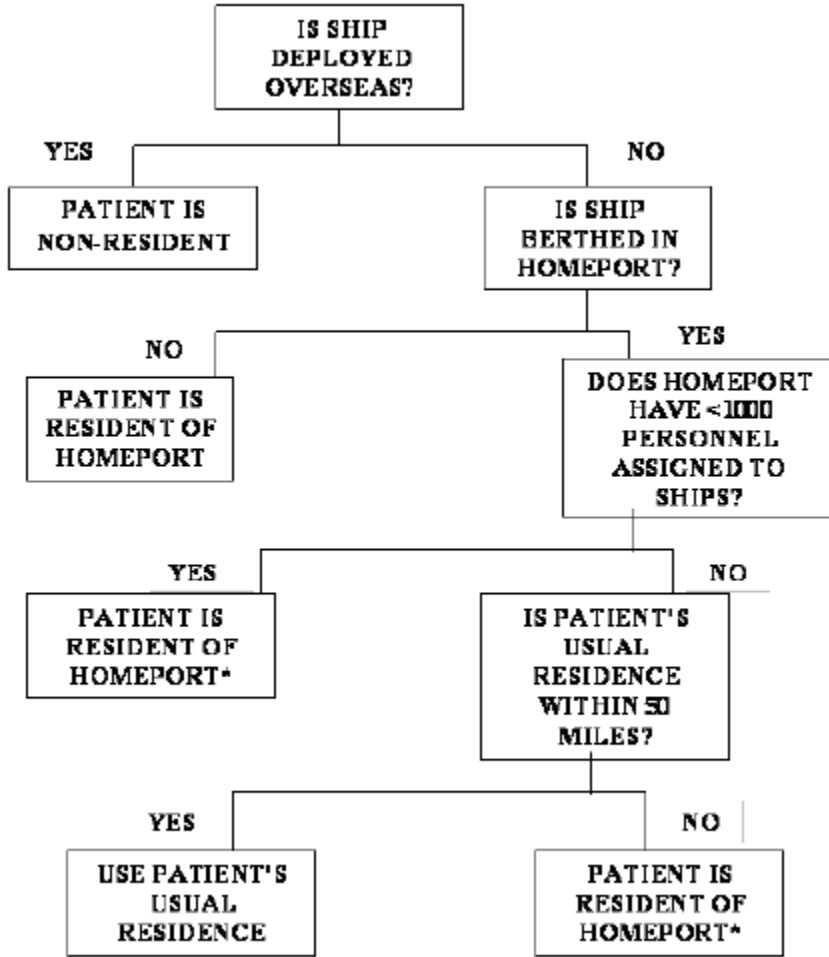 IS SHIP
DEPLOYED
OVERSEAS?
YES
NO
PATIENT IS
NON-RESIDENT
IS SHIP
BERTHED IN
HOMEPORT?
NO
YES
PATIENT IS
RESIDENT OF
HOMEPORT
DOES HOMEPORT
HAVE <1000
PERSONNEL
ASSIGNED TO
SHIPS?
YES
NO
PATIENT IS
RESIDENT OF
HOMEPORT*
IS PATIENT'S
USUAL
RESIDENCE
WITHIN 50
MILES?
YES
NO
USE PATIENT'S
USUAL
RESIDENCE
PATIENT IS
RESIDENT OF
HOMEPORT*